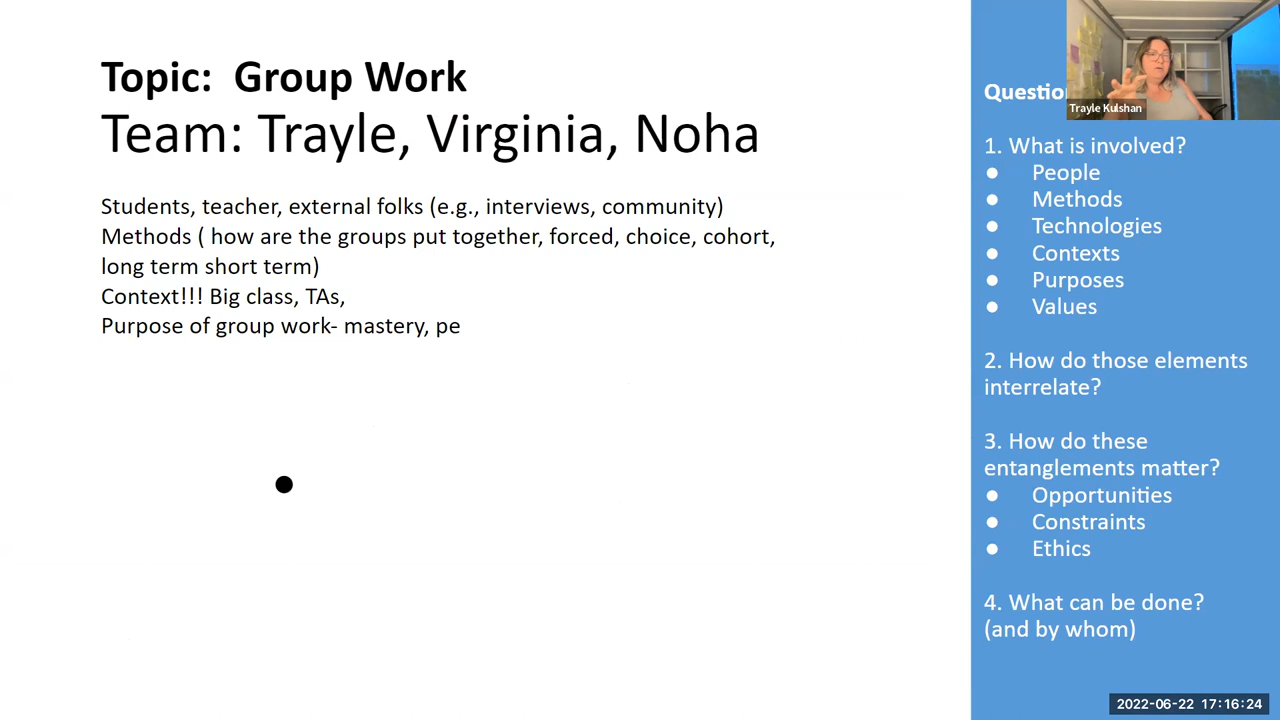 Topic:  Group Work
Team: Trayle, Virginia, Noha
Students, teacher, external folks (e.g., interviews, community)
Methods ( how are the groups put together, forced, choice, cohort,
long term short term)
Context!!! Big class, TAs,
Purpose of group work- mastery, pe
Trayle Kulshan
1. What is involved?
● People
● Methods
● Technologies
● Contexts
● Purposes
● Values
2. How do those elements
interrelate?
3. How do these
entanglements matter?
● Opportunities
● Constraints
● Ethics
4. What can be done?
(and by whom)
2022-06-22 17:16:24